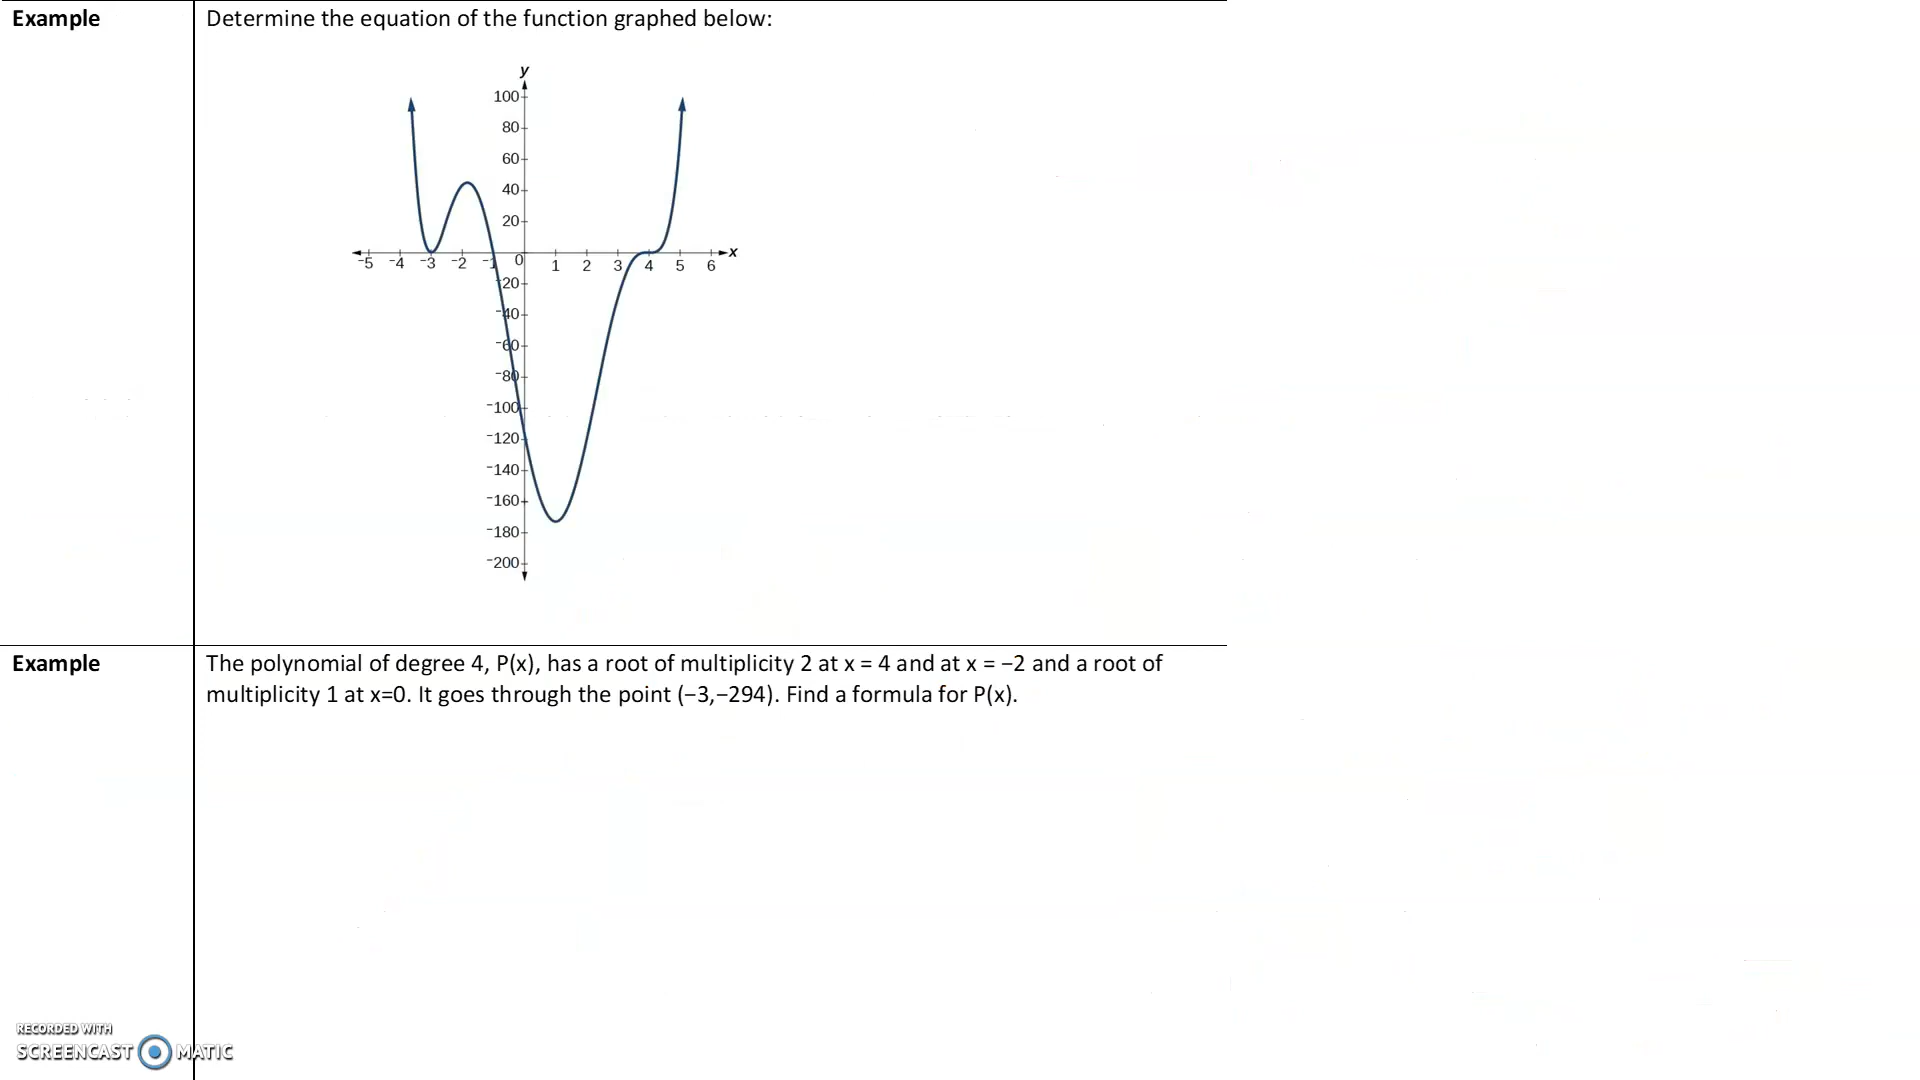 Example
Determine the equation of the function graphed below:
y
100
80
60
40
20
x
-5 -4 -3 -2 -1 0 1 2 3 4 5 6
-20
-40
-60
-80
-100
-120
-140
-160
-180
-200
Example
The polynomial of degree 4, P(x), has a root of multiplicity 2 at x = 4 and at x = −2 and a root of
multiplicity 1 at x=0. It goes through the point (−3,−294). Find a formula for P(x).
RECORDED WITH
SCREENCAST MATIC